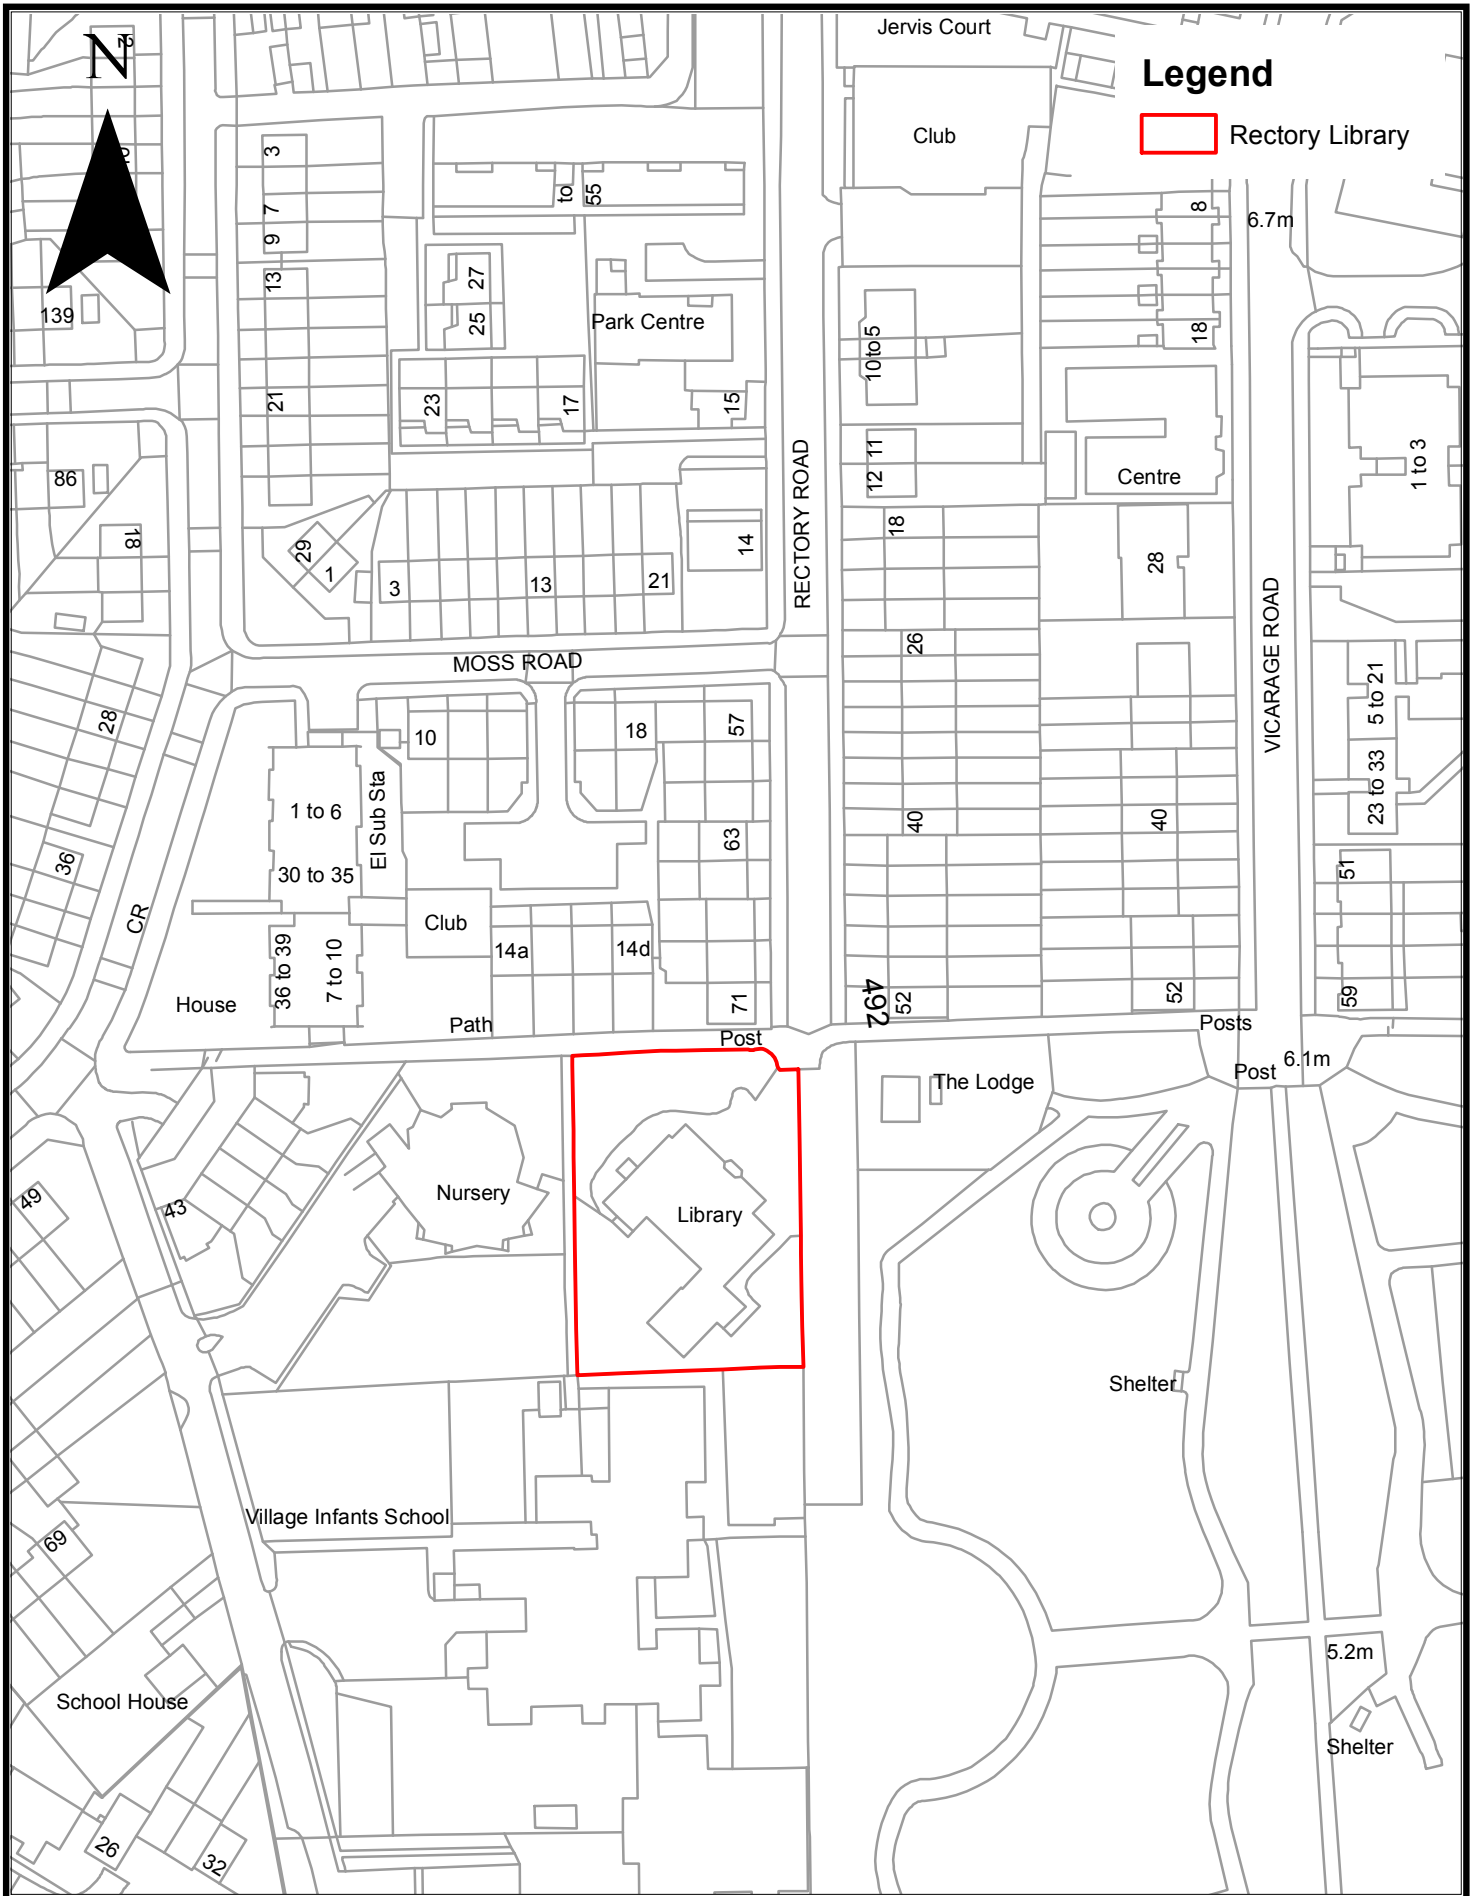 Jervis Court
N
2
Legend
Rectory Library
Club
3
7
9
13
21
to
55
8
6.7m
139
27
25
Park Centre
10to5
18
23
17
15
11
12
1 to 3
86
18
Centre
RECTORY ROAD
18
14
28
29
1
3
13
21
VICARAGE ROAD
26
MOSS ROAD
28
10
18
57
5 to 21
1 to 6
El Sub Sta
23 to 33
40
40
63
36
30 to 35
51
CR
Club
14a
14d
36 to 39
7 to 10
House
71
492
52
52
59
Path
Post
Posts
6.1m
Post
The Lodge
49
43
Nursery
Library
Shelter
Village Infants School
69
5.2m
School House
Shelter
26
32